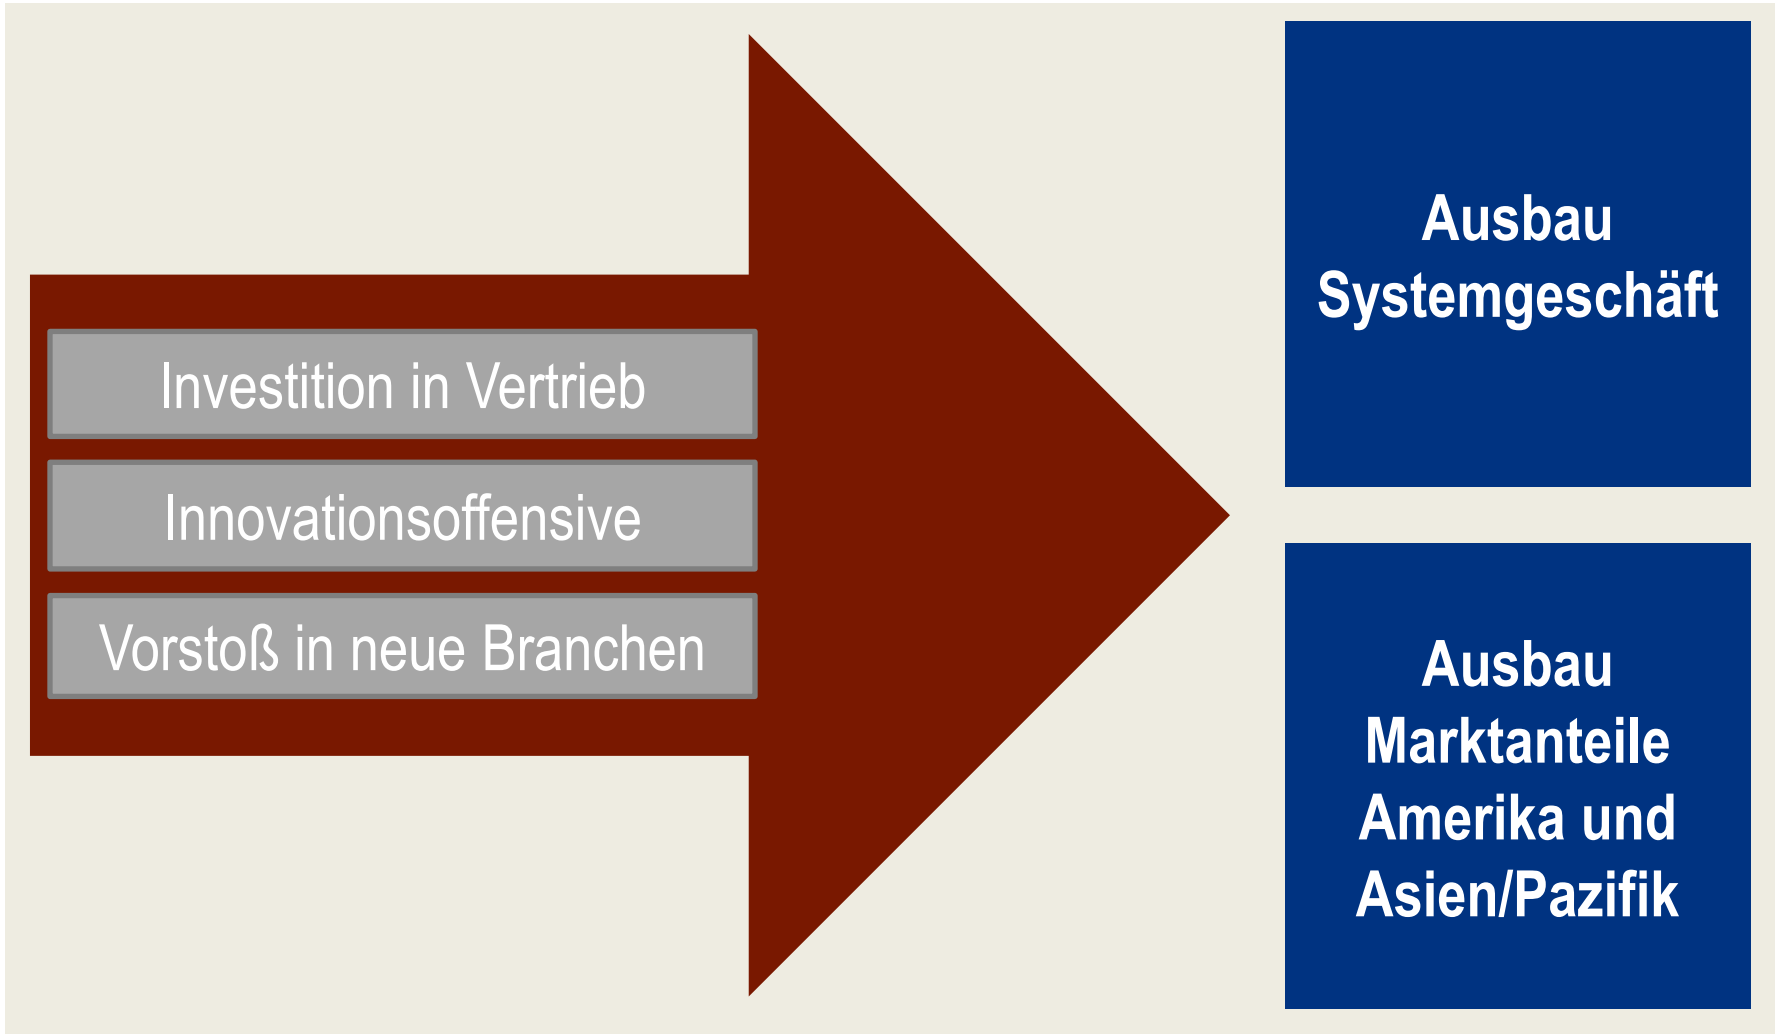 Investition in Vertrieb
Innovationsoffensive
Vorstoß in neue Branchen
Ausbau
Systemgeschäft
Ausbau
Marktanteile
Amerika und
Asien/Pazifik